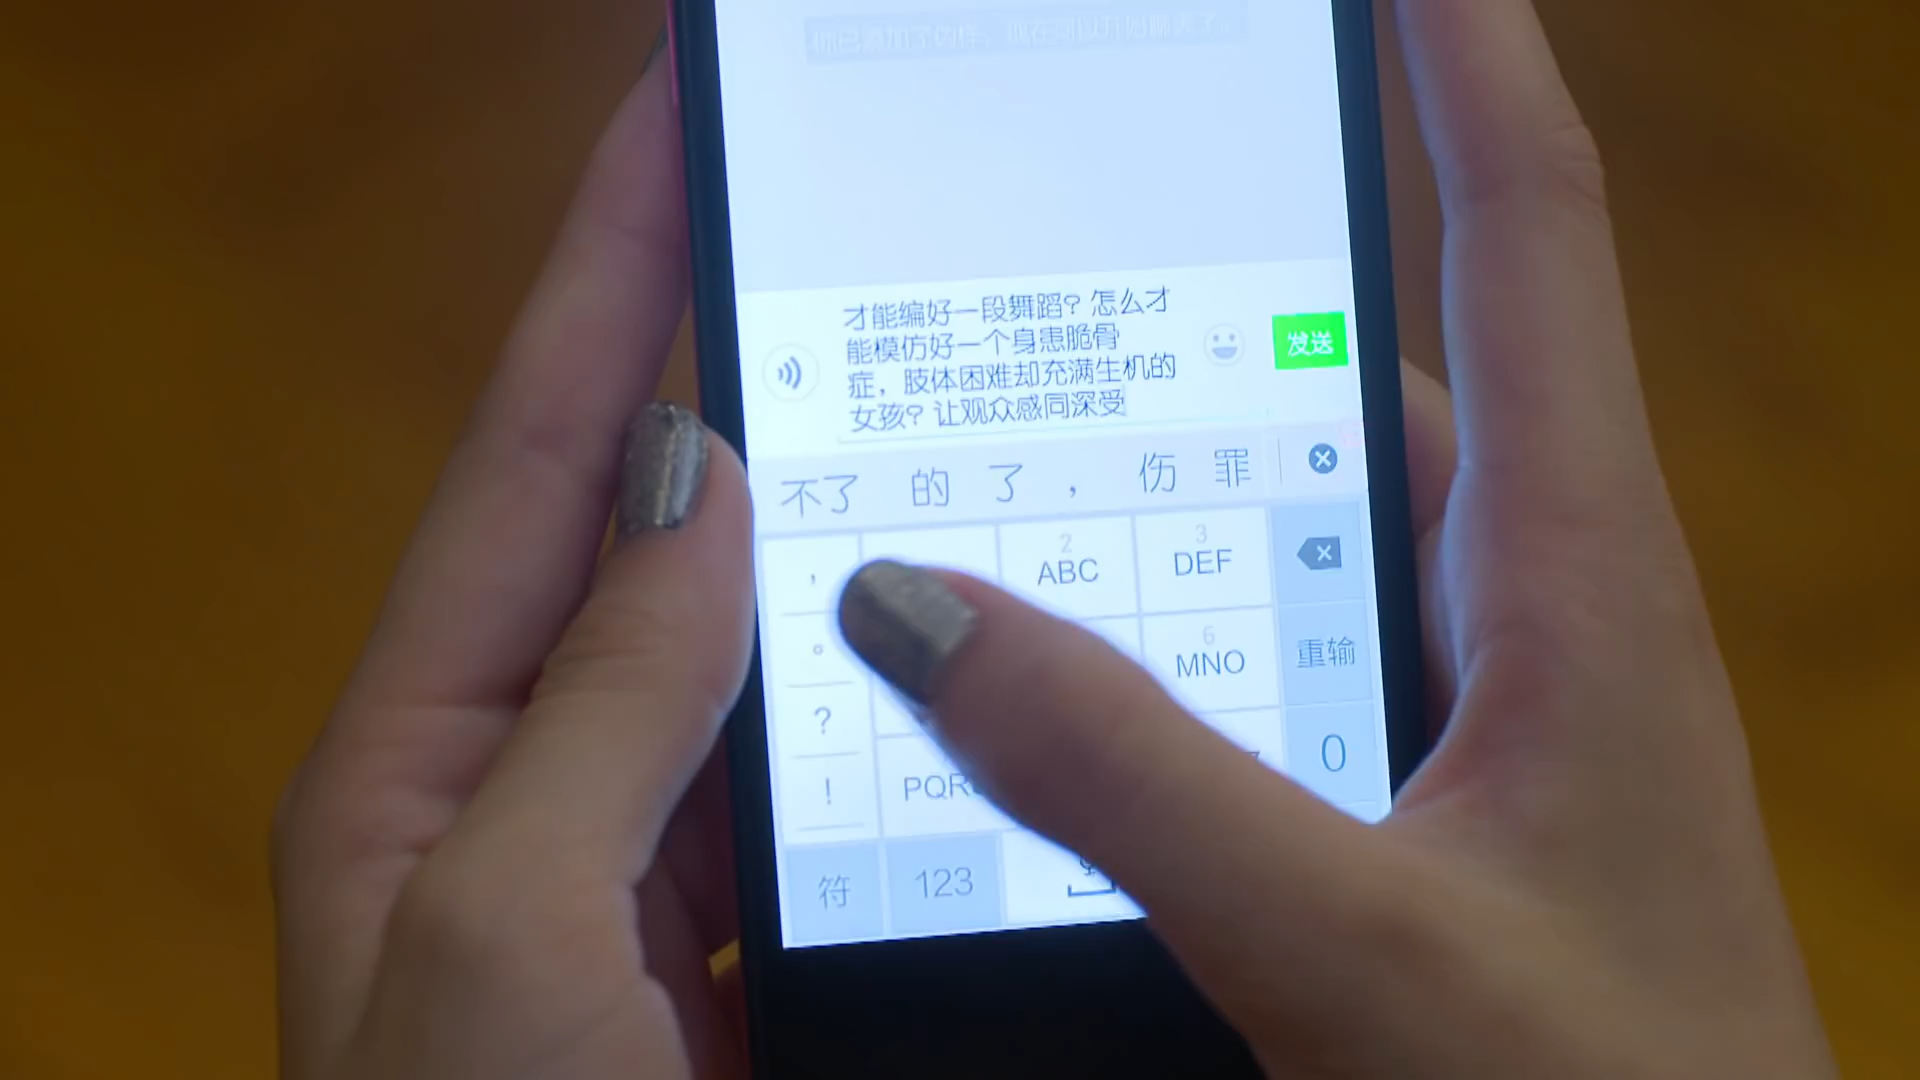 才能编好一段舞蹈？怎么才
能模仿好一个身患脆骨
症，肢体困难却充满生机的
女孩？让观众感同深受
发送
不了 的 了 ， 伤 罪
，
2
ABC
3
DEF
。
6
MNO
重输
？
！
0
符
123